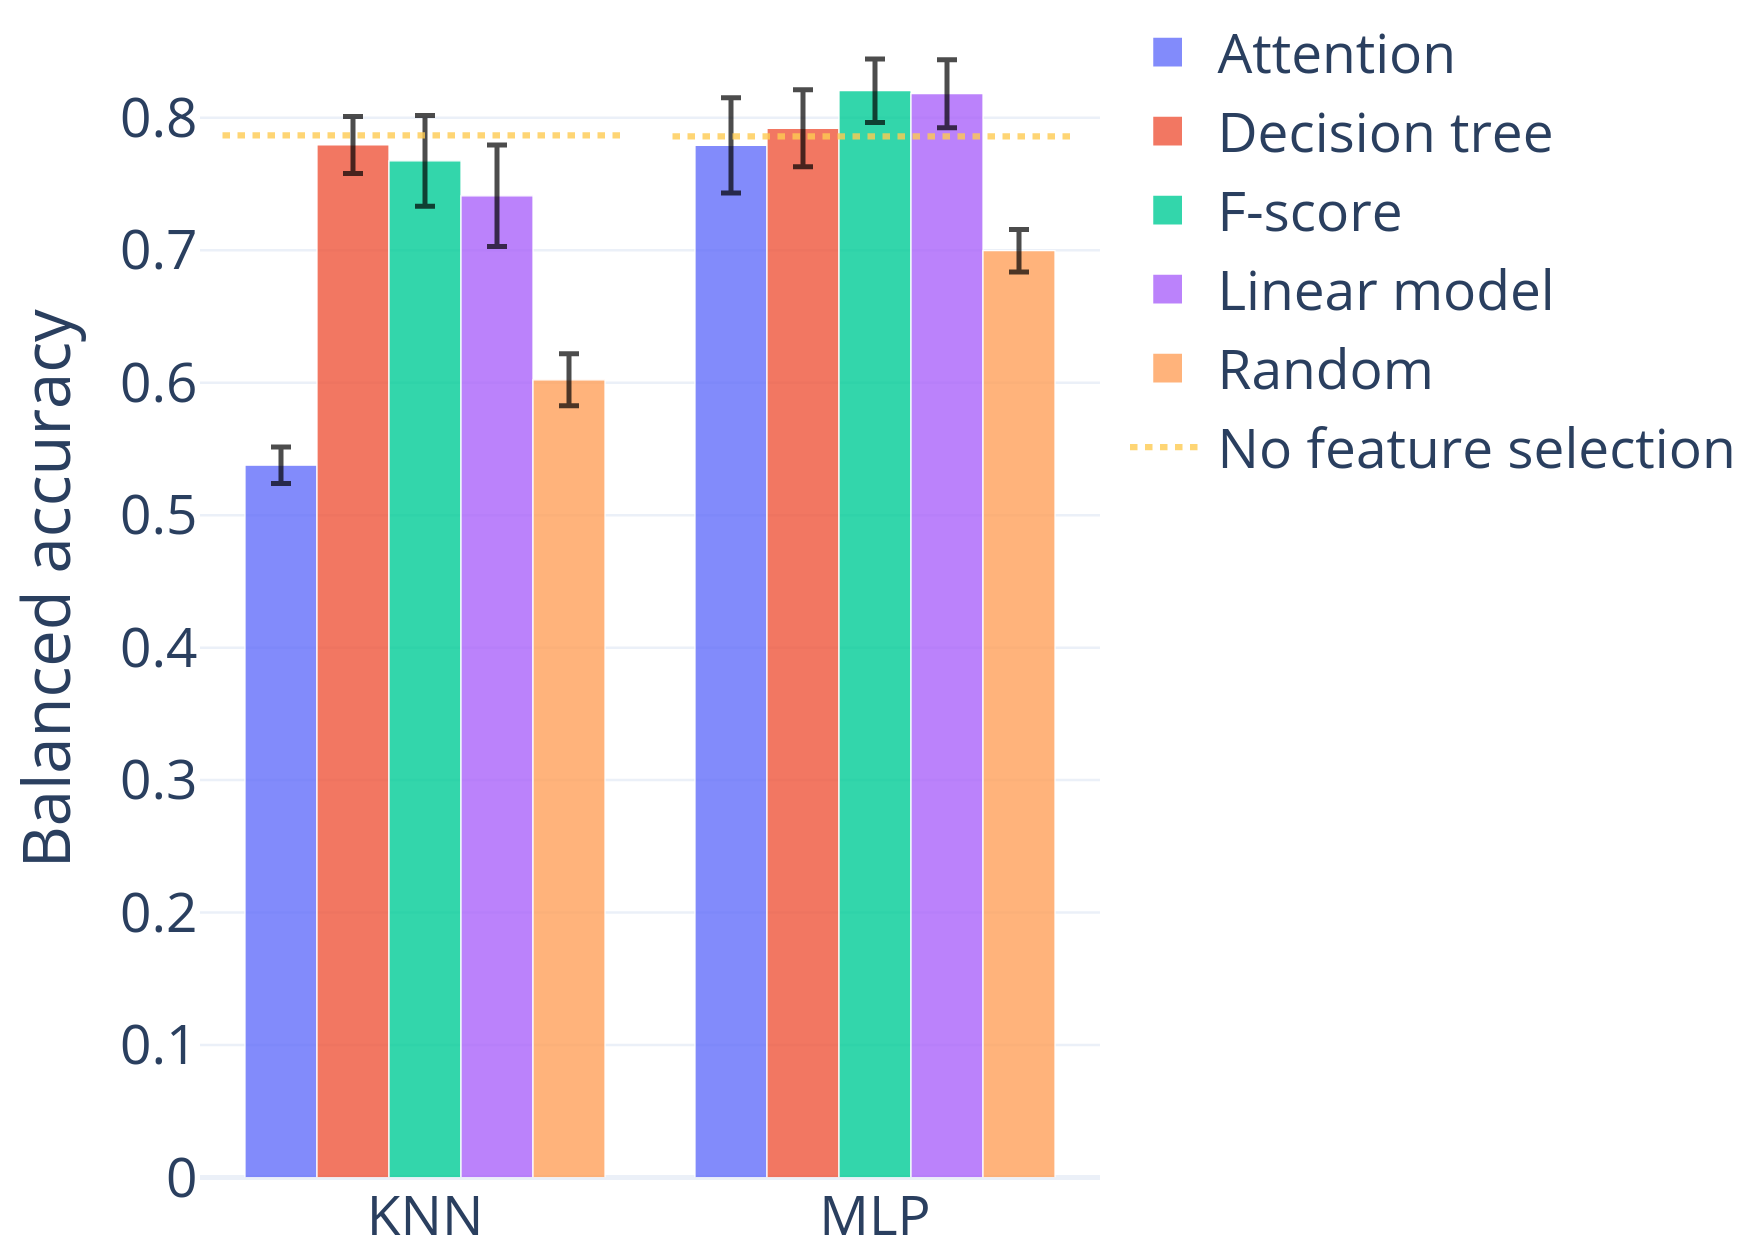 Balanced accuracy
0.8
0.7
0.6
0.5
0.4
0.3
0.2
0.1
0
KNN
MLP
Attention
Decision tree
F-score
Linear model
Random
No feature selection